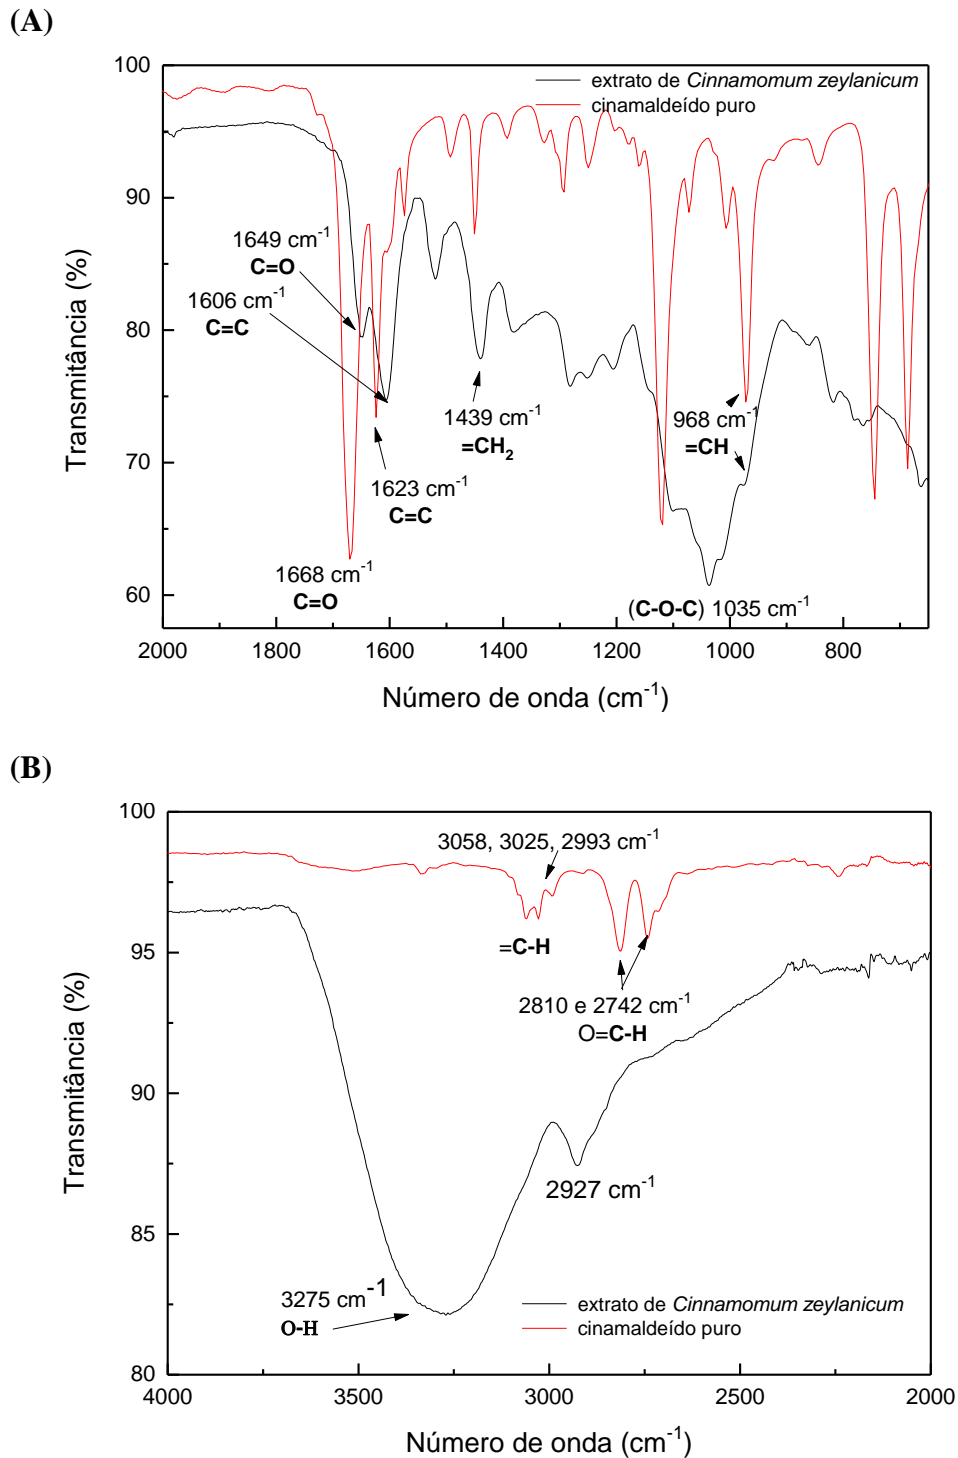 (A)
100
90
80
70
60
Transmitância (%)
extrato de Cinnamomum zeylanicum
cinamaldeído puro
1649 cm-1
C=O
1606 cm-1
C=C
1439 cm-1
=CH2
968 cm-1
=CH
1623 cm-1
C=C
1668 cm-1
C=O
(C-O-C) 1035 cm-1
2000 1800 1600 1400 1200 1000 800
Número de onda (cm-1)
(B)
100
95
90
85
80
Transmitância (%)
3058, 3025, 2993 cm-1
=C-H
2810 e 2742 cm-1
O=C-H
2927 cm-1
3275 cm-1
O-H
extrato de Cinnamomum zeylanicum
cinamaldeído puro
4000 3500 3000 2500 2000
Número de onda (cm-1)